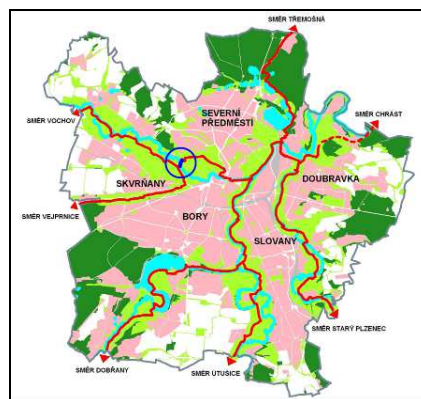 SMĚR TŘEMOŠNÁ
SEVERNÍ
PŘEDMĚSTÍ
SMĚR CHRÁST
SMĚR VOCHOV
SKVRŇANY
DOUBRAVKA
SMĚR VEJPRNICE
BORY
SLOVANY
SMĚR STARÝ PLZENEC
SMĚR DOBŘANY
SMĚR ÚTUŠICE